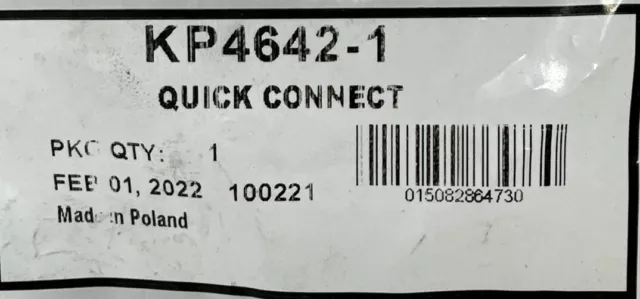 KP4642-1
QUICK CONNECT
PKG QTY: 1
FEB 01, 2022 100221
Made in Poland
015082864730